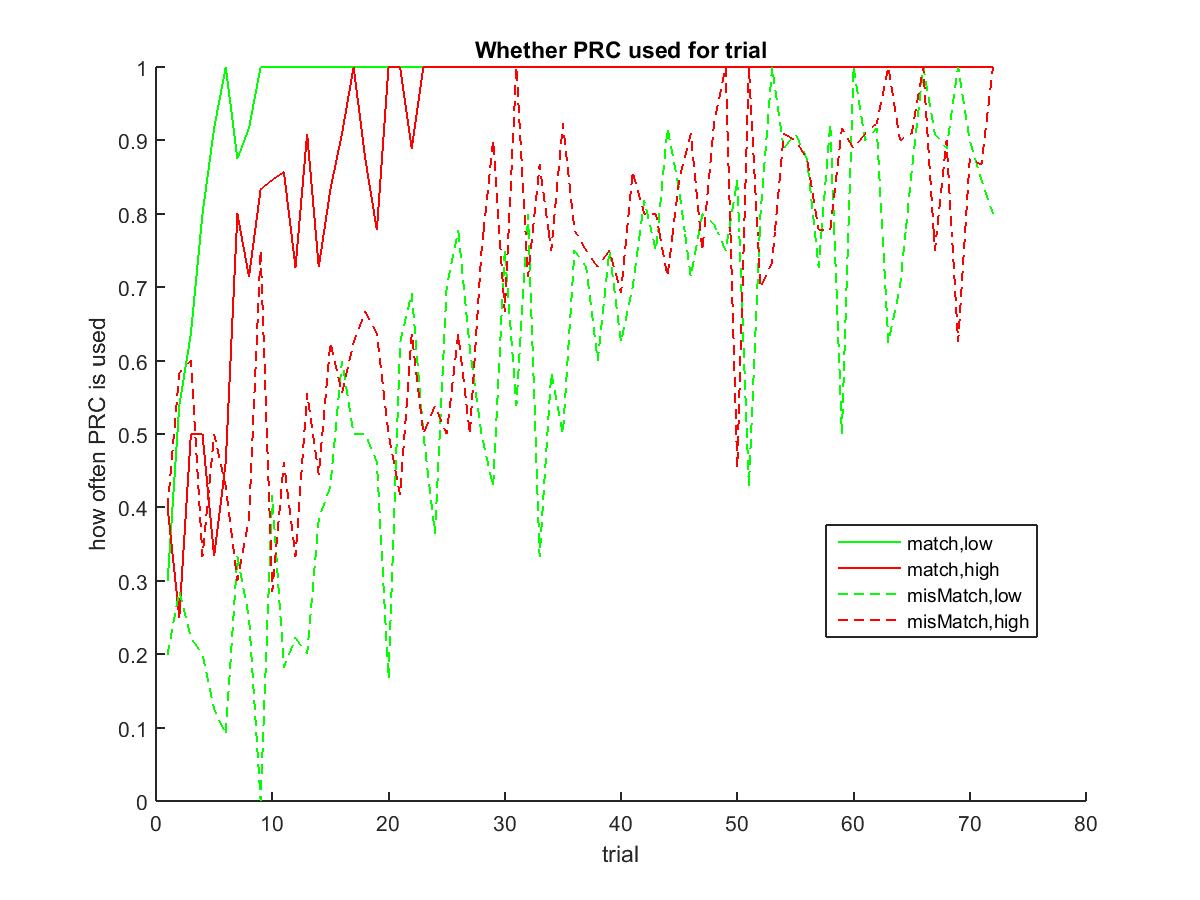 Whether PRC used for trial
how often PRC is used
1
0.9
0.8
0.7
0.6
0.5
0.4
0.3
0.2
0.1
0
match,low
match,high
misMatch,low
misMatch,high
0 10 20 30 40 50 60 70 80
trial